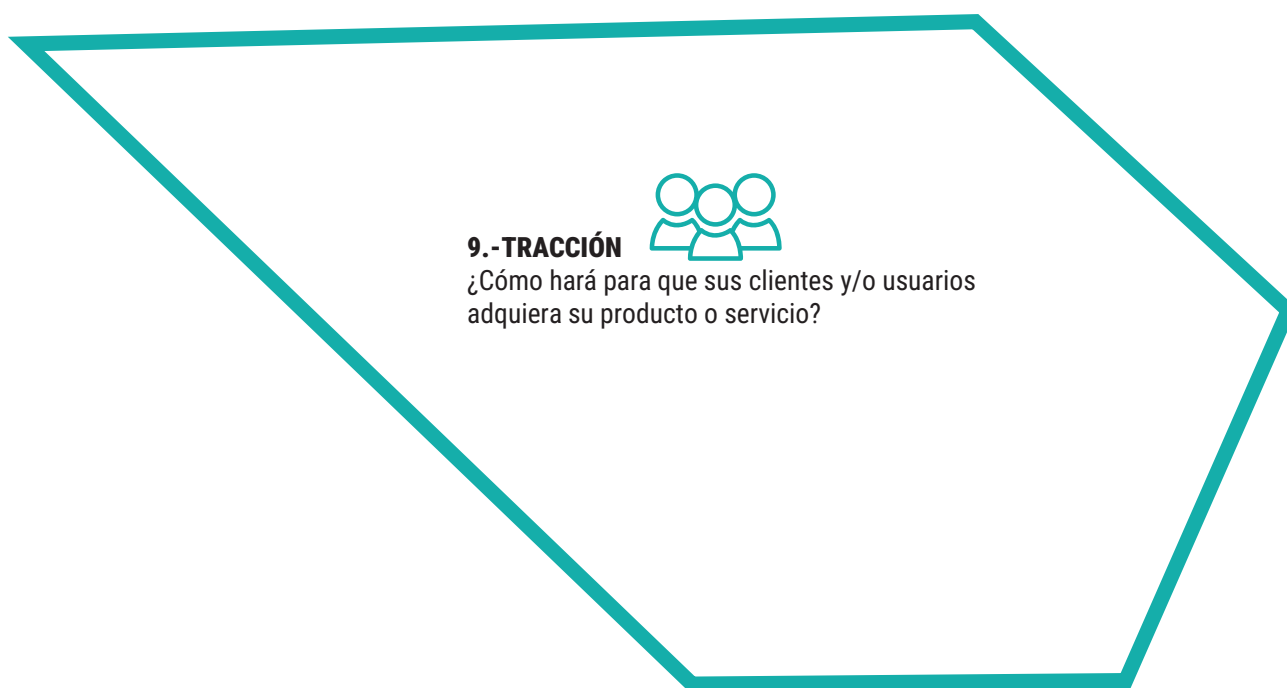 9.-TRACCIÓN
¿Cómo hará para que sus clientes y/o usuarios
adquiera su producto o servicio?